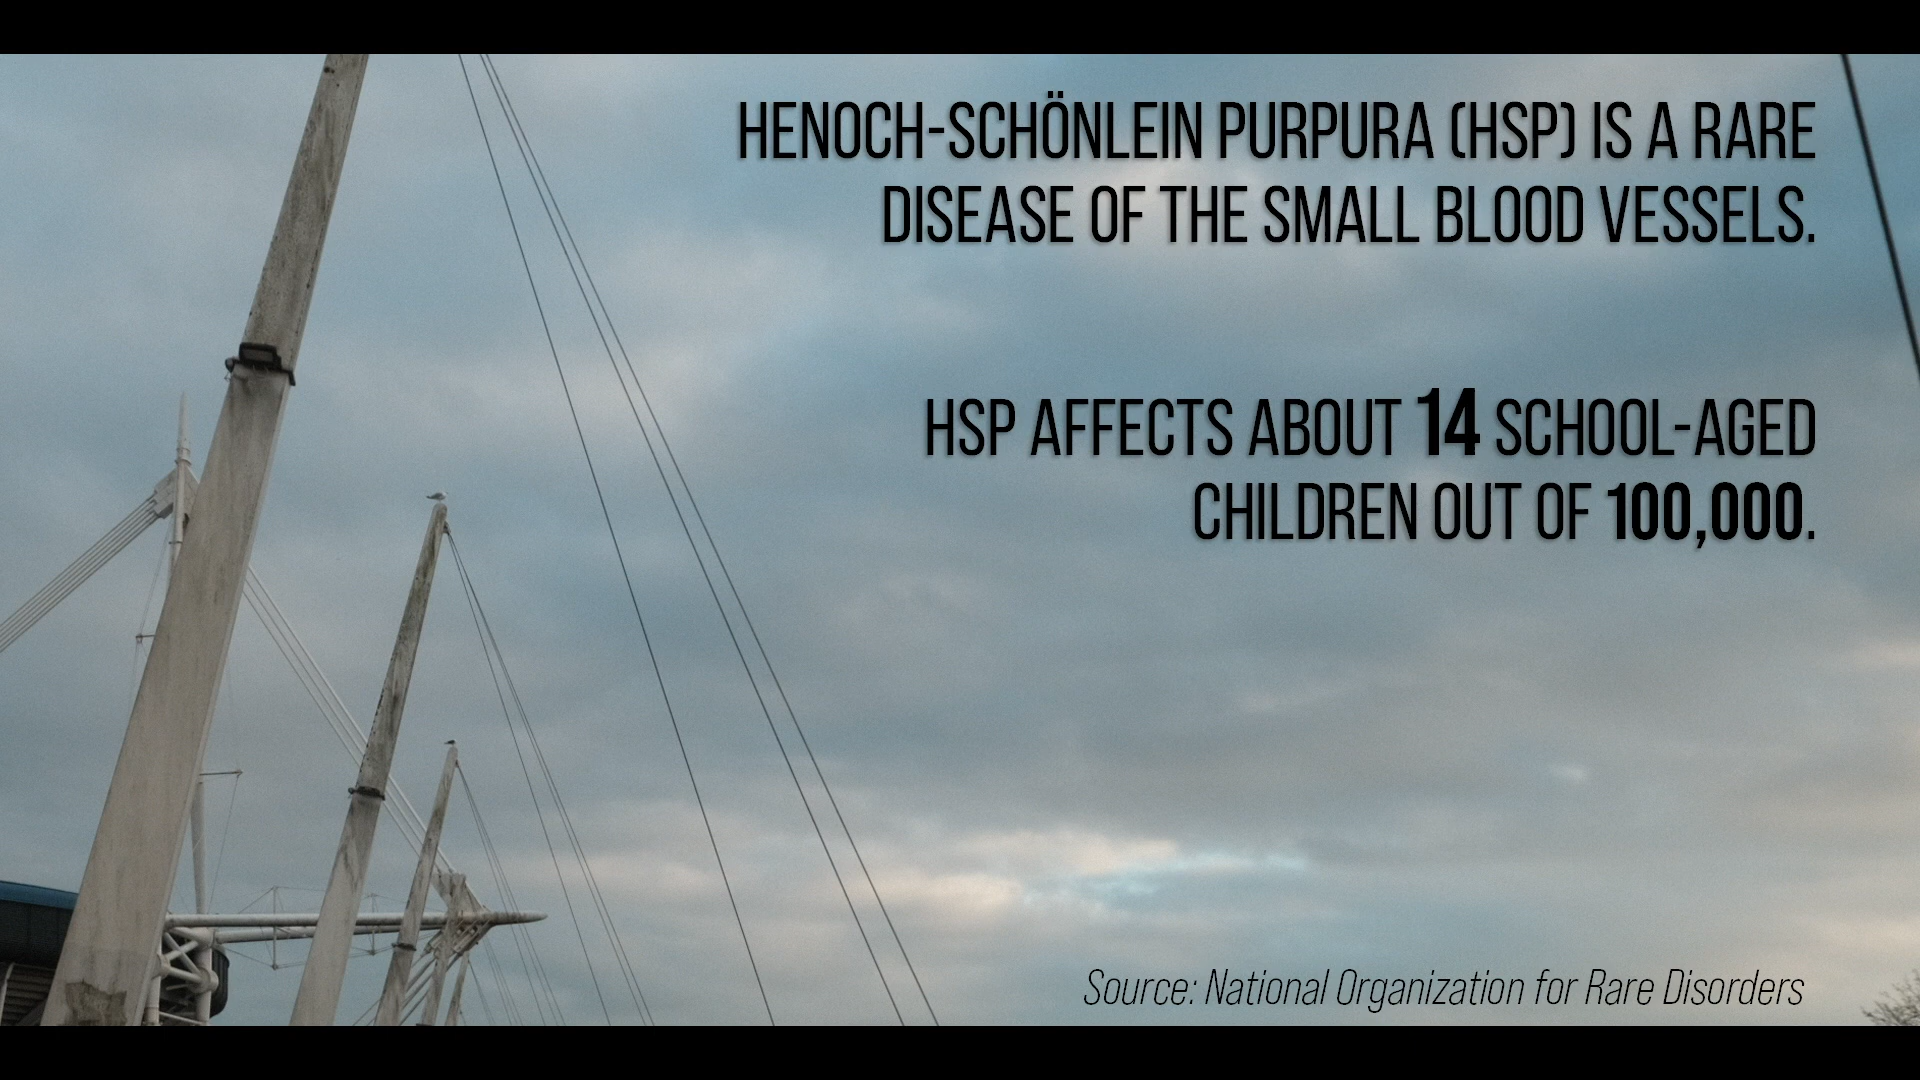 HENOCH-SCHÖNLEIN PURPURA (HSP) IS A RARE
DISEASE OF THE SMALL BLOOD VESSELS.
HSP AFFECTS ABOUT 14 SCHOOL-AGED
CHILDREN OUT OF 100,000.
Source: National Organization for Rare Disorders